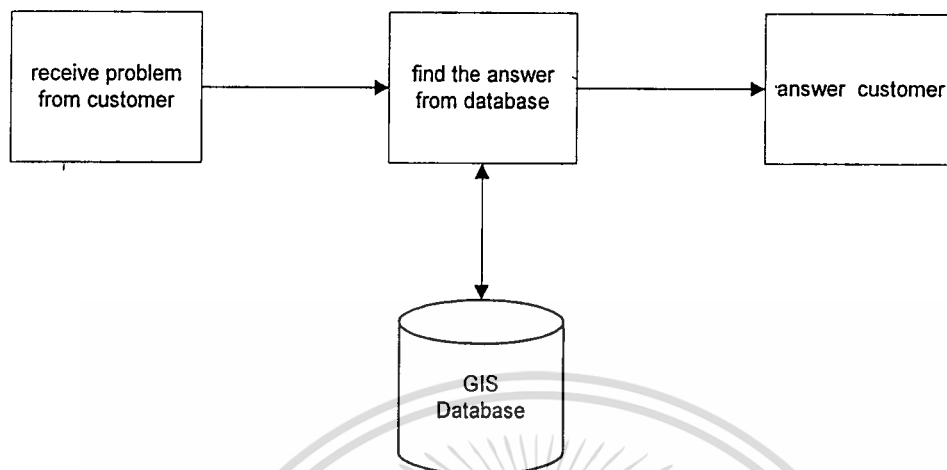 receive problem
from customer
find the answer
from database
answer customer
GIS
Database